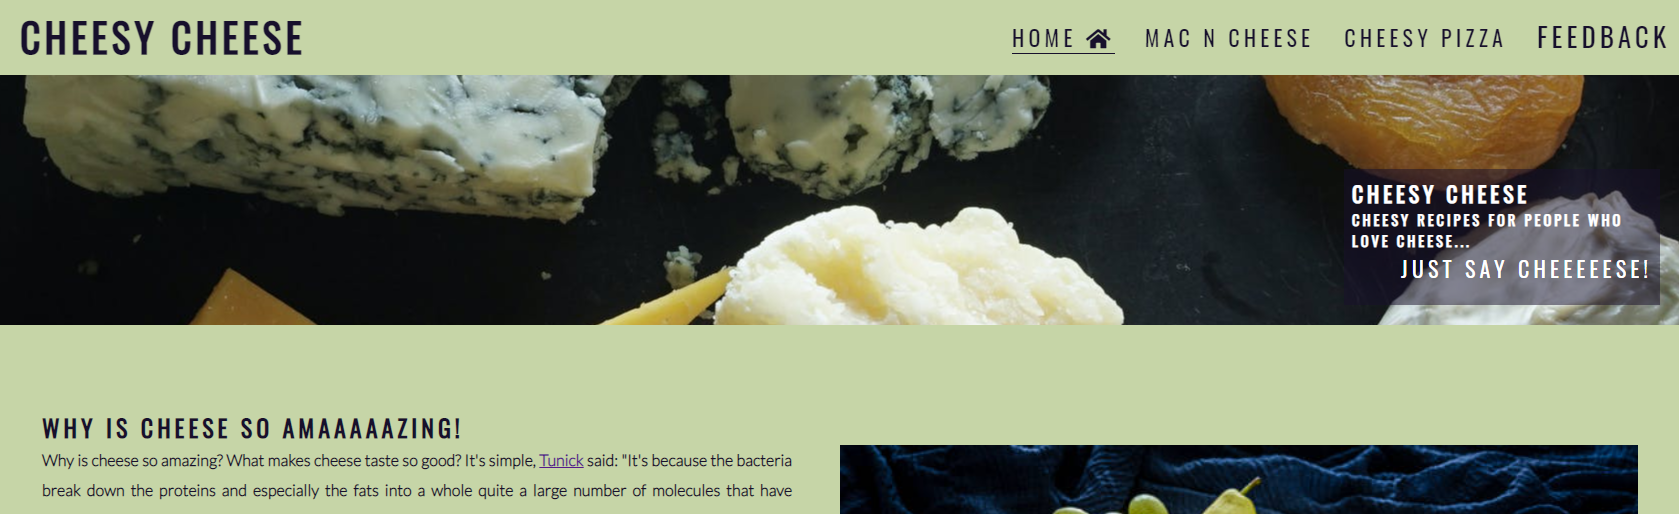 CHEESY CHEESE
HOME
MAC N CHEESE
CHEESY PIZZA
FEEDBACK
CHEESY CHEESE
CHEESY RECIPES FOR PEOPLE WHO
LOVE CHEESE...
JUST SAY CHEEEEESE!
WHY IS CHEESE SO AMAAAAAZING!
Why is cheese so amazing? What makes cheese taste so good? It's simple, Tunick said: "It's because the bacteria
break down the proteins and especially the fats into a whole quite a large number of molecules that have